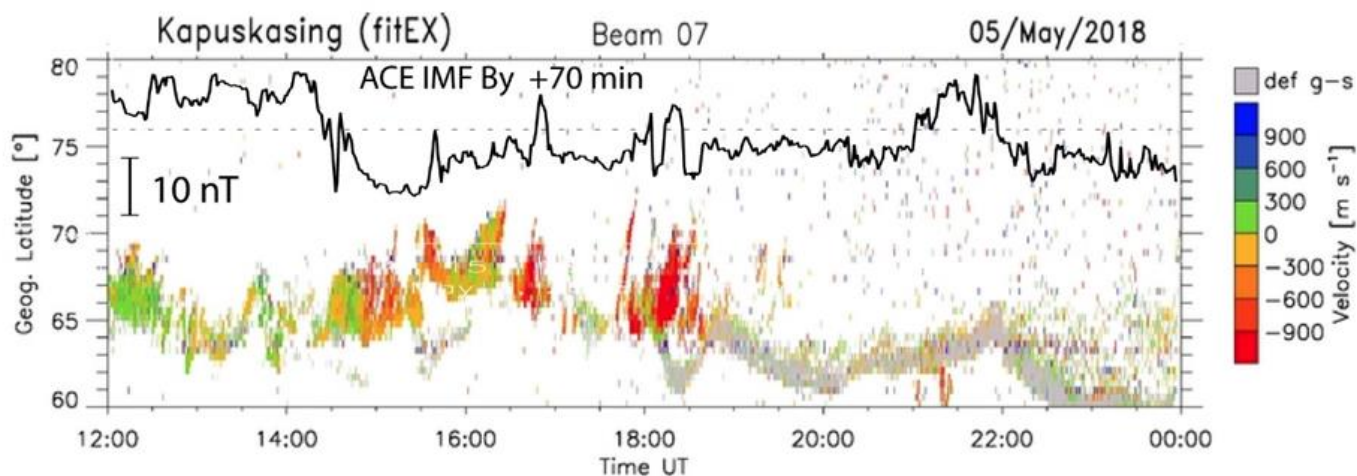 Kapuskasing (fitEX) Beam 07 05/May/2018
ACE IMF By +70 min
10 nT
Geog. Latitude [°]
80
75
70
65
60
12:00 14:00 16:00 18:00 20:00 22:00 00:00
Time UT
def g-s
900
600
300
0
-300
-600
-900
Velocity [m s⁻¹]